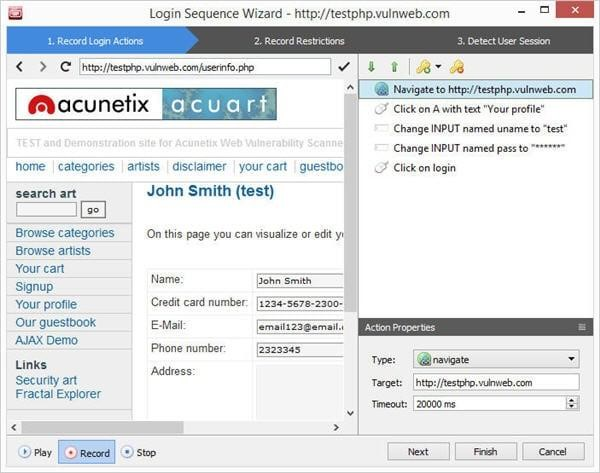 Login Sequence Wizard - http://testphp.vulnweb.com
1. Record Login Actions
2. Record Restrictions
3. Detect User Session
http://testphp.vulnweb.com/userinfo.php
acunetix acuart
TEST and Demonstration site for Acunetix Web Vulnerability Scanne
home categories artists disclaimer your cart guestboo
search art
go
Browse categories
Browse artists
Your cart
Signup
Your profile
Our guestbook
AJAX Demo
Links
Security art
Fractal Explorer
John Smith (test)
On this page you can visualize or edit yo
Name: John Smith
Credit card number: 1234-5678-2300-
E-Mail: email123@email.
Phone number: 2323345
Address:
Navigate to http://testphp.vulnweb.com
Click on A with text "Your profile"
Change INPUT named uname to "test"
Change INPUT named pass to "******"
Click on login
Action Properties
Type: navigate
Target: http://testphp.vulnweb.com
Timeout: 20000 ms
Play
Record
Stop
Next
Finish
Cancel